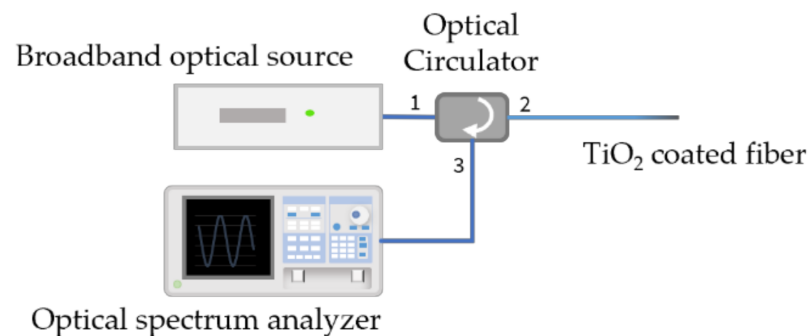 Optical
Circulator
Broadband optical source
1
2
3
TiO₂ coated fiber
Optical spectrum analyzer